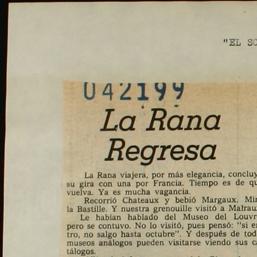 "EL SO
042199
La Rana
Regresa
La Rana viajera, por más elegancia, concluy
su gira con una por Francia. Tiempo es de qu
vuelva. Ya es mucha vagancia.
Recorrió Chateaux y bebió Margaux. Mi
la Bastille. Y nuestra grenouille visitó a Malrau
Le habían hablado del Museo del Louvr
pero se contuvo. No lo visitó, pues pensó: "si e
tro, no salgo hasta octubre". Y después de tod
museos análogos pueden visitarse viendo sus c
tálogos.